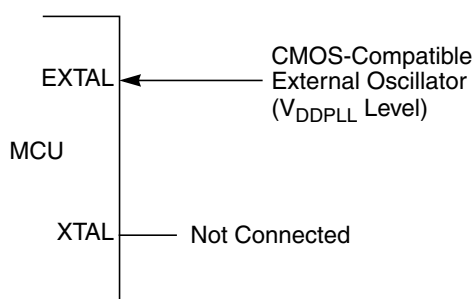 EXTAL
CMOS-Compatible
External Oscillator
(VDDPLL Level)
MCU
XTAL
Not Connected